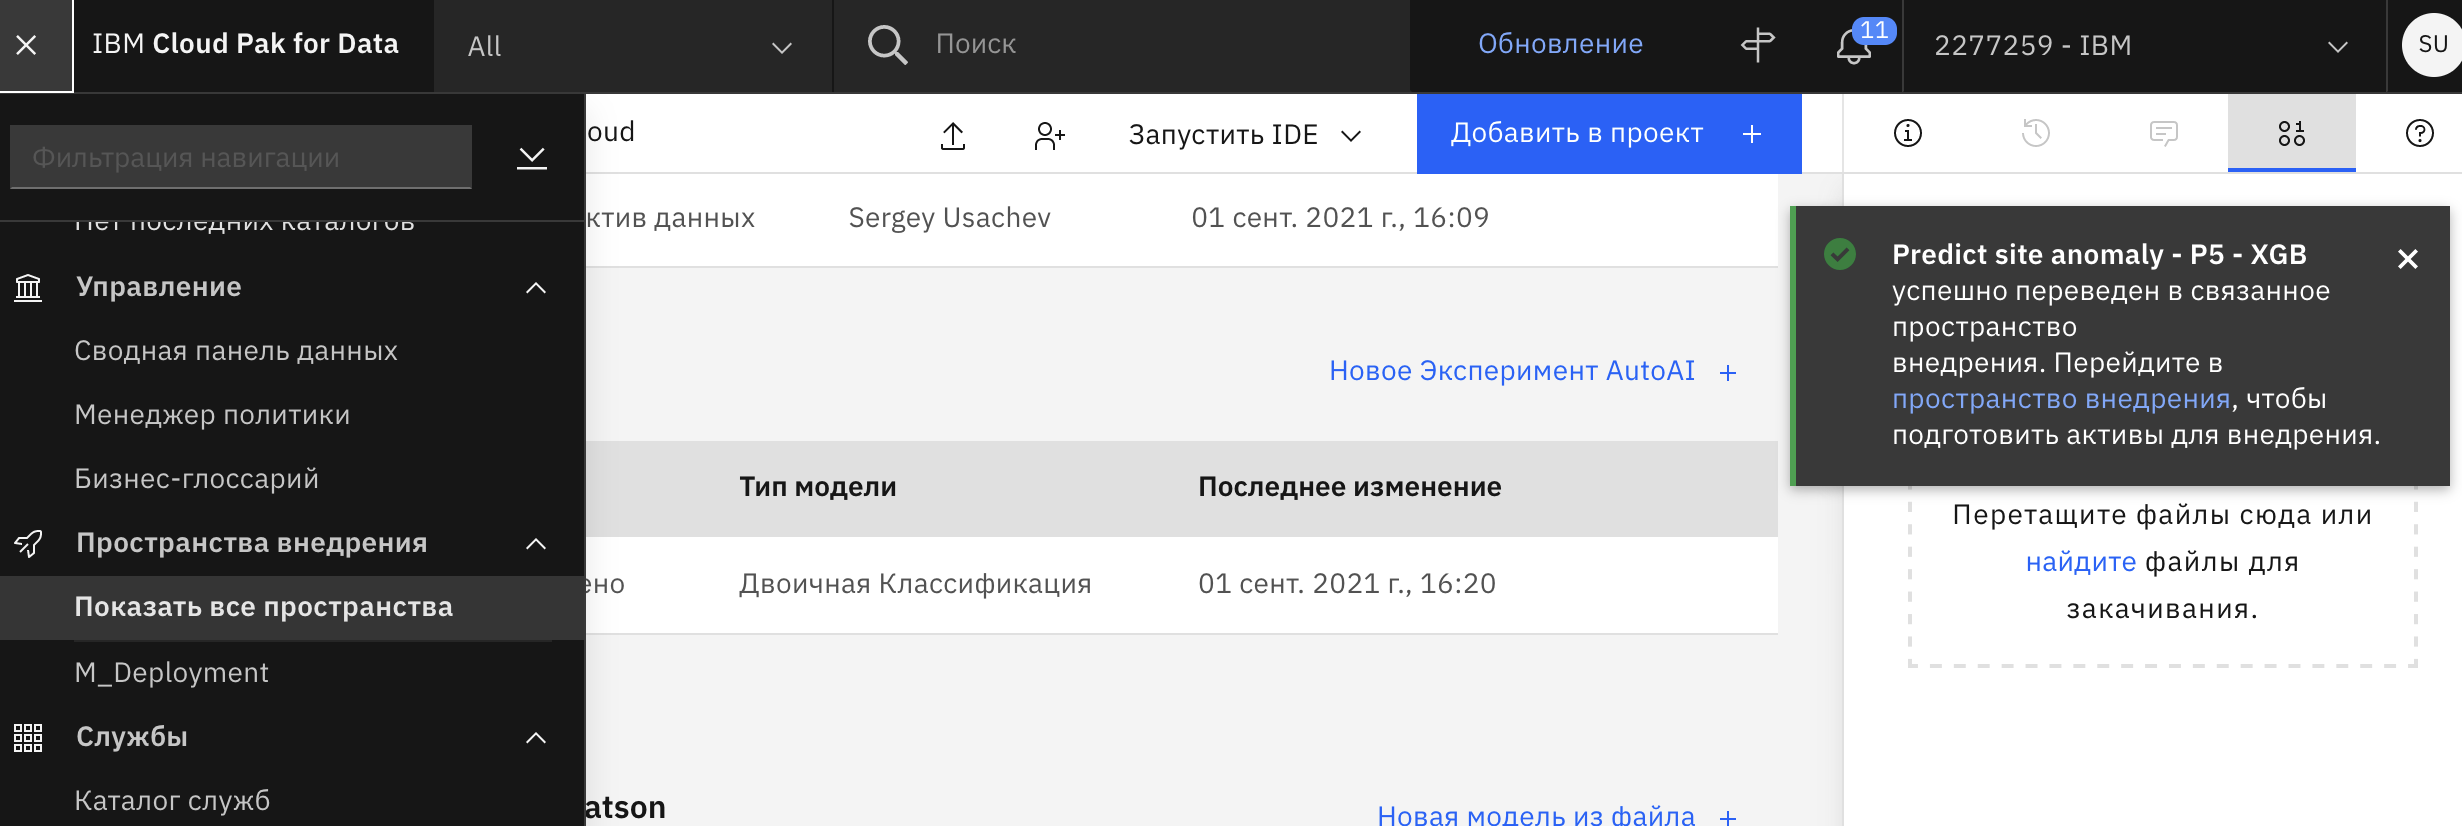 IBM Cloud Pak for Data
All
Поиск
Обновление
11
2277259 - IBM
SU
Фильтрация навигации
oud
Запустить IDE
Добавить в проект +
Нет последних каталогов
ктив данных
Sergey Usachev
01 сент. 2021 г., 16:09
Управление
Сводная панель данных
Менеджер политики
Бизнес-глоссарий
Пространства внедрения
Показать все пространства
M_Deployment
Службы
Каталог служб
Новое Эксперимент AutoAI +
Тип модели
Последнее изменение
ено
Двоичная Классификация
01 сент. 2021 г., 16:20
atson
Новая модель из файла +
Predict site anomaly - P5 - XGB
успешно переведен в связанное
пространство
внедрения. Перейдите в
пространство внедрения, чтобы
подготовить активы для внедрения.
Перетащите файлы сюда или
найдите файлы для
закачивания.